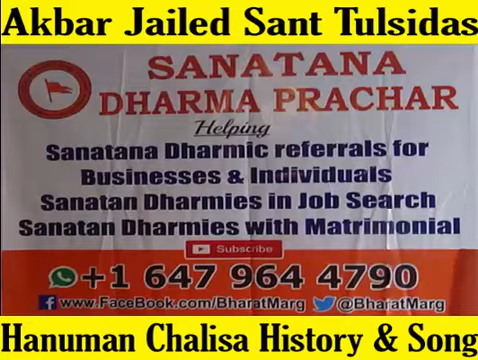 Akbar Jailed Sant Tulsidas
SANATANA
DHARMA PRACHAR
Helping
Sanatana Dharmic referrals for
Businesses & Individuals
Sanatan Dharmies in Job Search
Sanatan Dharmies with Matrimonial
Subscribe
+1 647 964 4790
www.FaceBook.com/BharatMarg @BharatMarg
Hanuman Chalisa History & Song